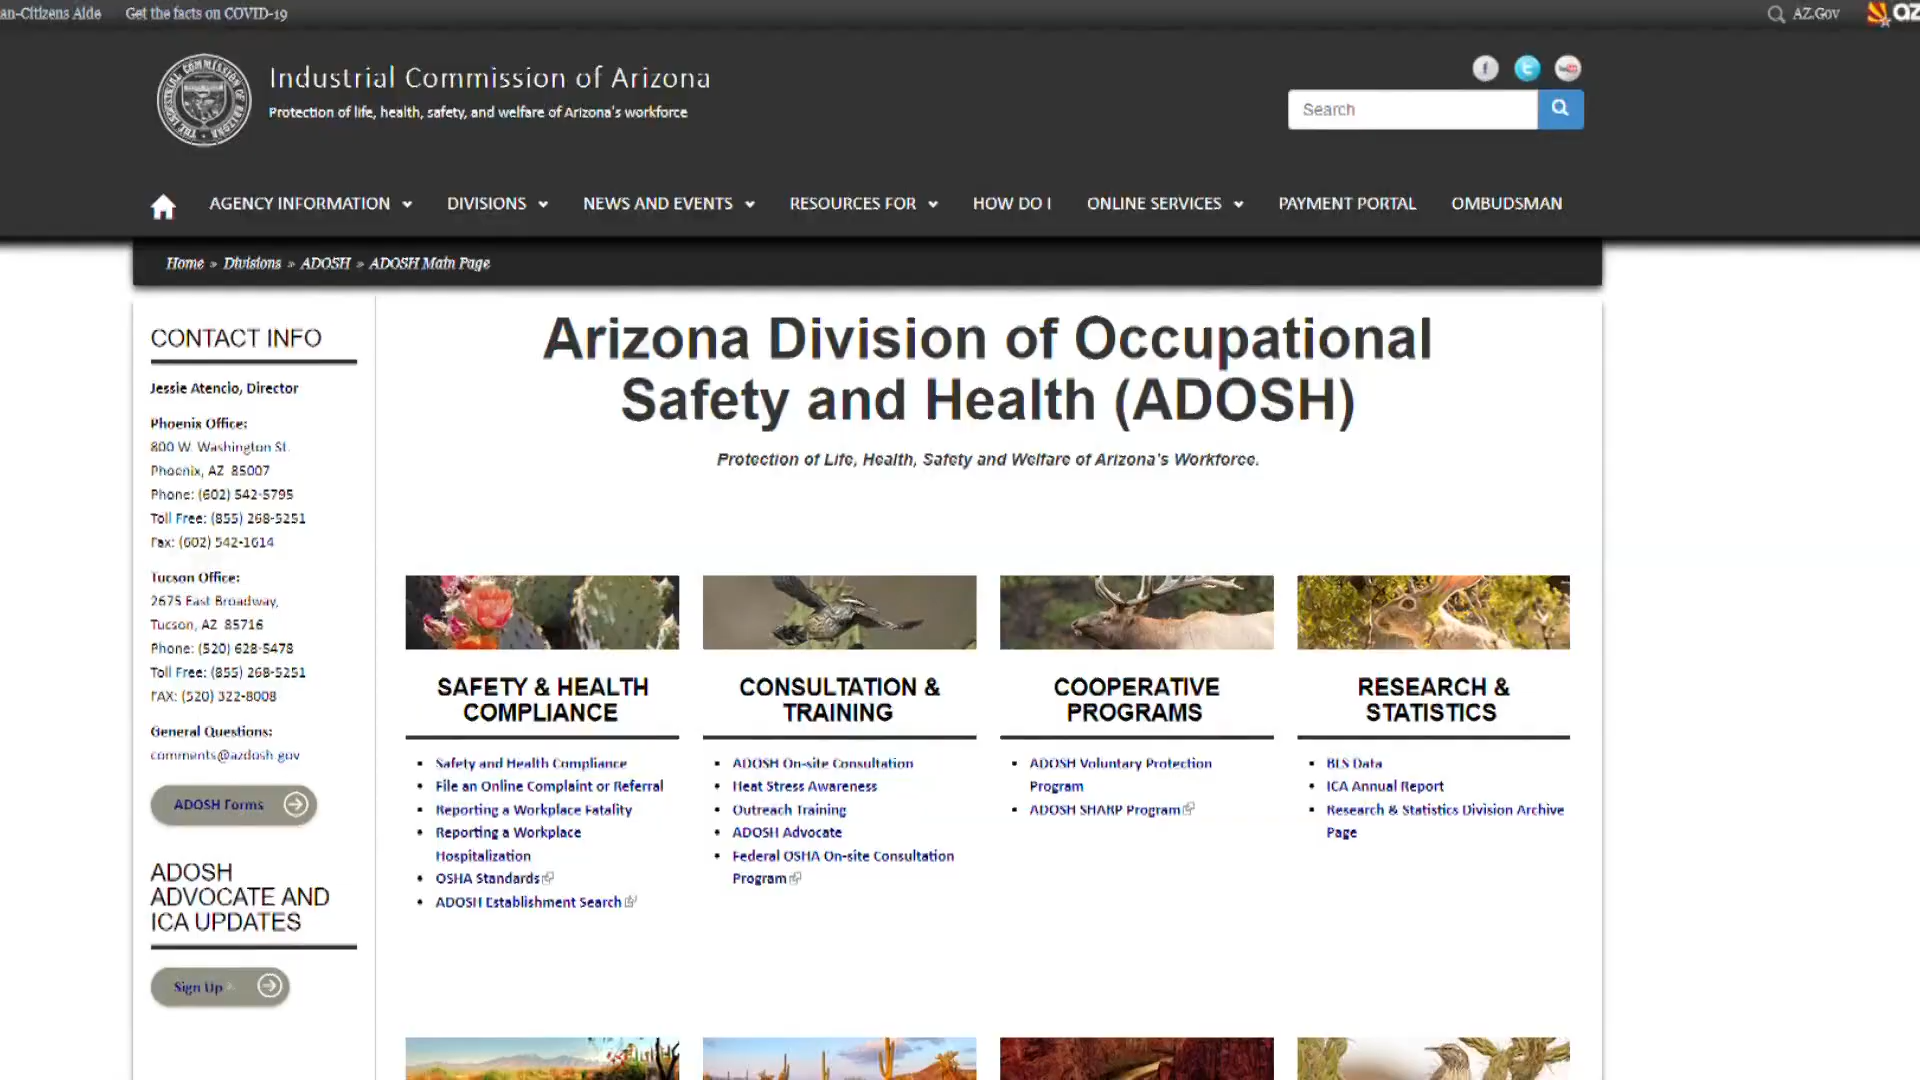 an-Citizens Aide Get the facts on COVID-19 AZ.Gov AZ
Industrial Commission of Arizona
Protection of life, health, safety, and welfare of Arizona's workforce
Search
AGENCY INFORMATION DIVISIONS NEWS AND EVENTS RESOURCES FOR HOW DO I ONLINE SERVICES PAYMENT PORTAL OMBUDSMAN
Home » Divisions » ADOSH » ADOSH Main Page
CONTACT INFO
Jessie Atencio, Director
Phoenix Office:
800 W. Washington St.
Phoenix, AZ 85007
Phone: (602) 542-5795
Toll Free: (855) 268-5251
Fax: (602) 542-1614
Tucson Office:
2675 East Broadway,
Tucson, AZ 85716
Phone: (520) 628-5478
Toll Free: (855) 268-5251
FAX: (520) 322-8008
General Questions:
comments@azdosh.gov
ADOSH Forms
ADOSH
ADVOCATE AND
ICA UPDATES
Sign Up
Arizona Division of Occupational
Safety and Health (ADOSH)
Protection of Life, Health, Safety and Welfare of Arizona's Workforce.
SAFETY & HEALTH
COMPLIANCE
• Safety and Health Compliance
• File an Online Complaint or Referral
• Reporting a Workplace Fatality
• Reporting a Workplace
Hospitalization
• OSHA Standards
• ADOSH Establishment Search
CONSULTATION &
TRAINING
• ADOSH On-site Consultation
• Heat Stress Awareness
• Outreach Training
• ADOSH Advocate
• Federal OSHA On-site Consultation
Program
COOPERATIVE
PROGRAMS
• ADOSH Voluntary Protection
Program
• ADOSH SHARP Program
RESEARCH &
STATISTICS
• BLS Data
• ICA Annual Report
• Research & Statistics Division Archive
Page